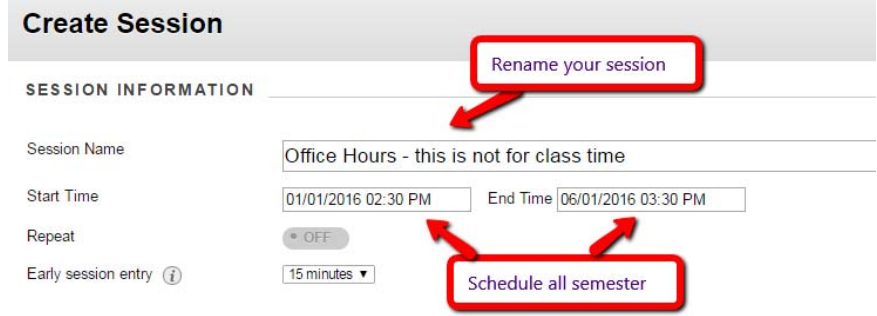 Create Session
Rename your session
SESSION INFORMATION
Session Name Office Hours - this is not for class time
Start Time 01/01/2016 02:30 PM End Time 06/01/2016 03:30 PM
Repeat • OFF
Early session entry i 15 minutes ▼
Schedule all semester